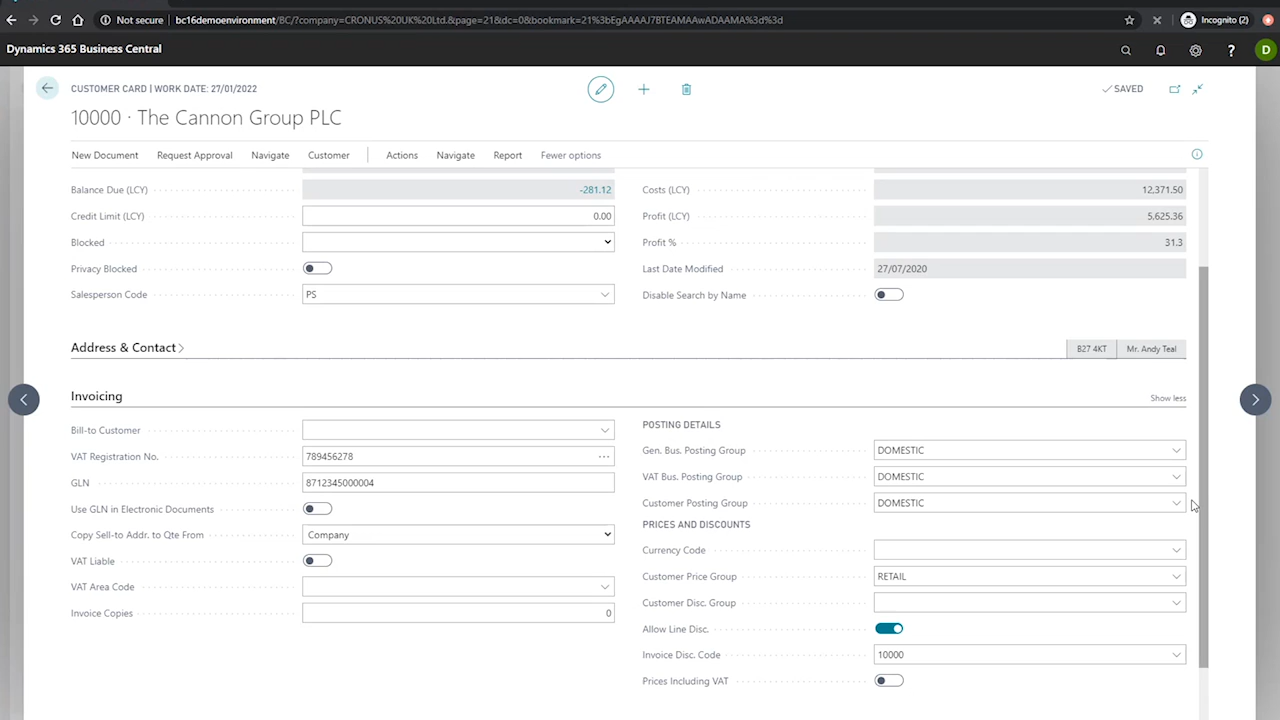 Not secure
bc16demoenvironment/BC/?company=CRONUS%20UK%20Ltd.&page=21&dc=0&bookmark=21%3bEgAAAAJ7BTEAMAAwADAAMA%3d%3d
Incognito (2)
Dynamics 365 Business Central
?
D
CUSTOMER CARD | WORK DATE: 27/01/2022
SAVED
10000 · The Cannon Group PLC
New Document Request Approval Navigate Customer Actions Navigate Report Fewer options
Balance Due (LCY) -281.12
Credit Limit (LCY) 0.00
Blocked
Privacy Blocked
Salesperson Code PS
Costs (LCY) 12,371.50
Profit (LCY) 5,625.36
Profit % 31.3
Last Date Modified 27/07/2020
Disable Search by Name
Address & Contact
B27 4KT Mr. Andy Teal
Invoicing
Show less
Bill-to Customer
VAT Registration No. 789456278 ...
GLN 8712345000004
Use GLN in Electronic Documents
Copy Sell-to Addr. to Qte From Company
VAT Liable
VAT Area Code
Invoice Copies 0
POSTING DETAILS
Gen. Bus. Posting Group DOMESTIC
VAT Bus. Posting Group DOMESTIC
Customer Posting Group DOMESTIC
PRICES AND DISCOUNTS
Currency Code
Customer Price Group RETAIL
Customer Disc. Group
Allow Line Disc.
Invoice Disc. Code 10000
Prices Including VAT